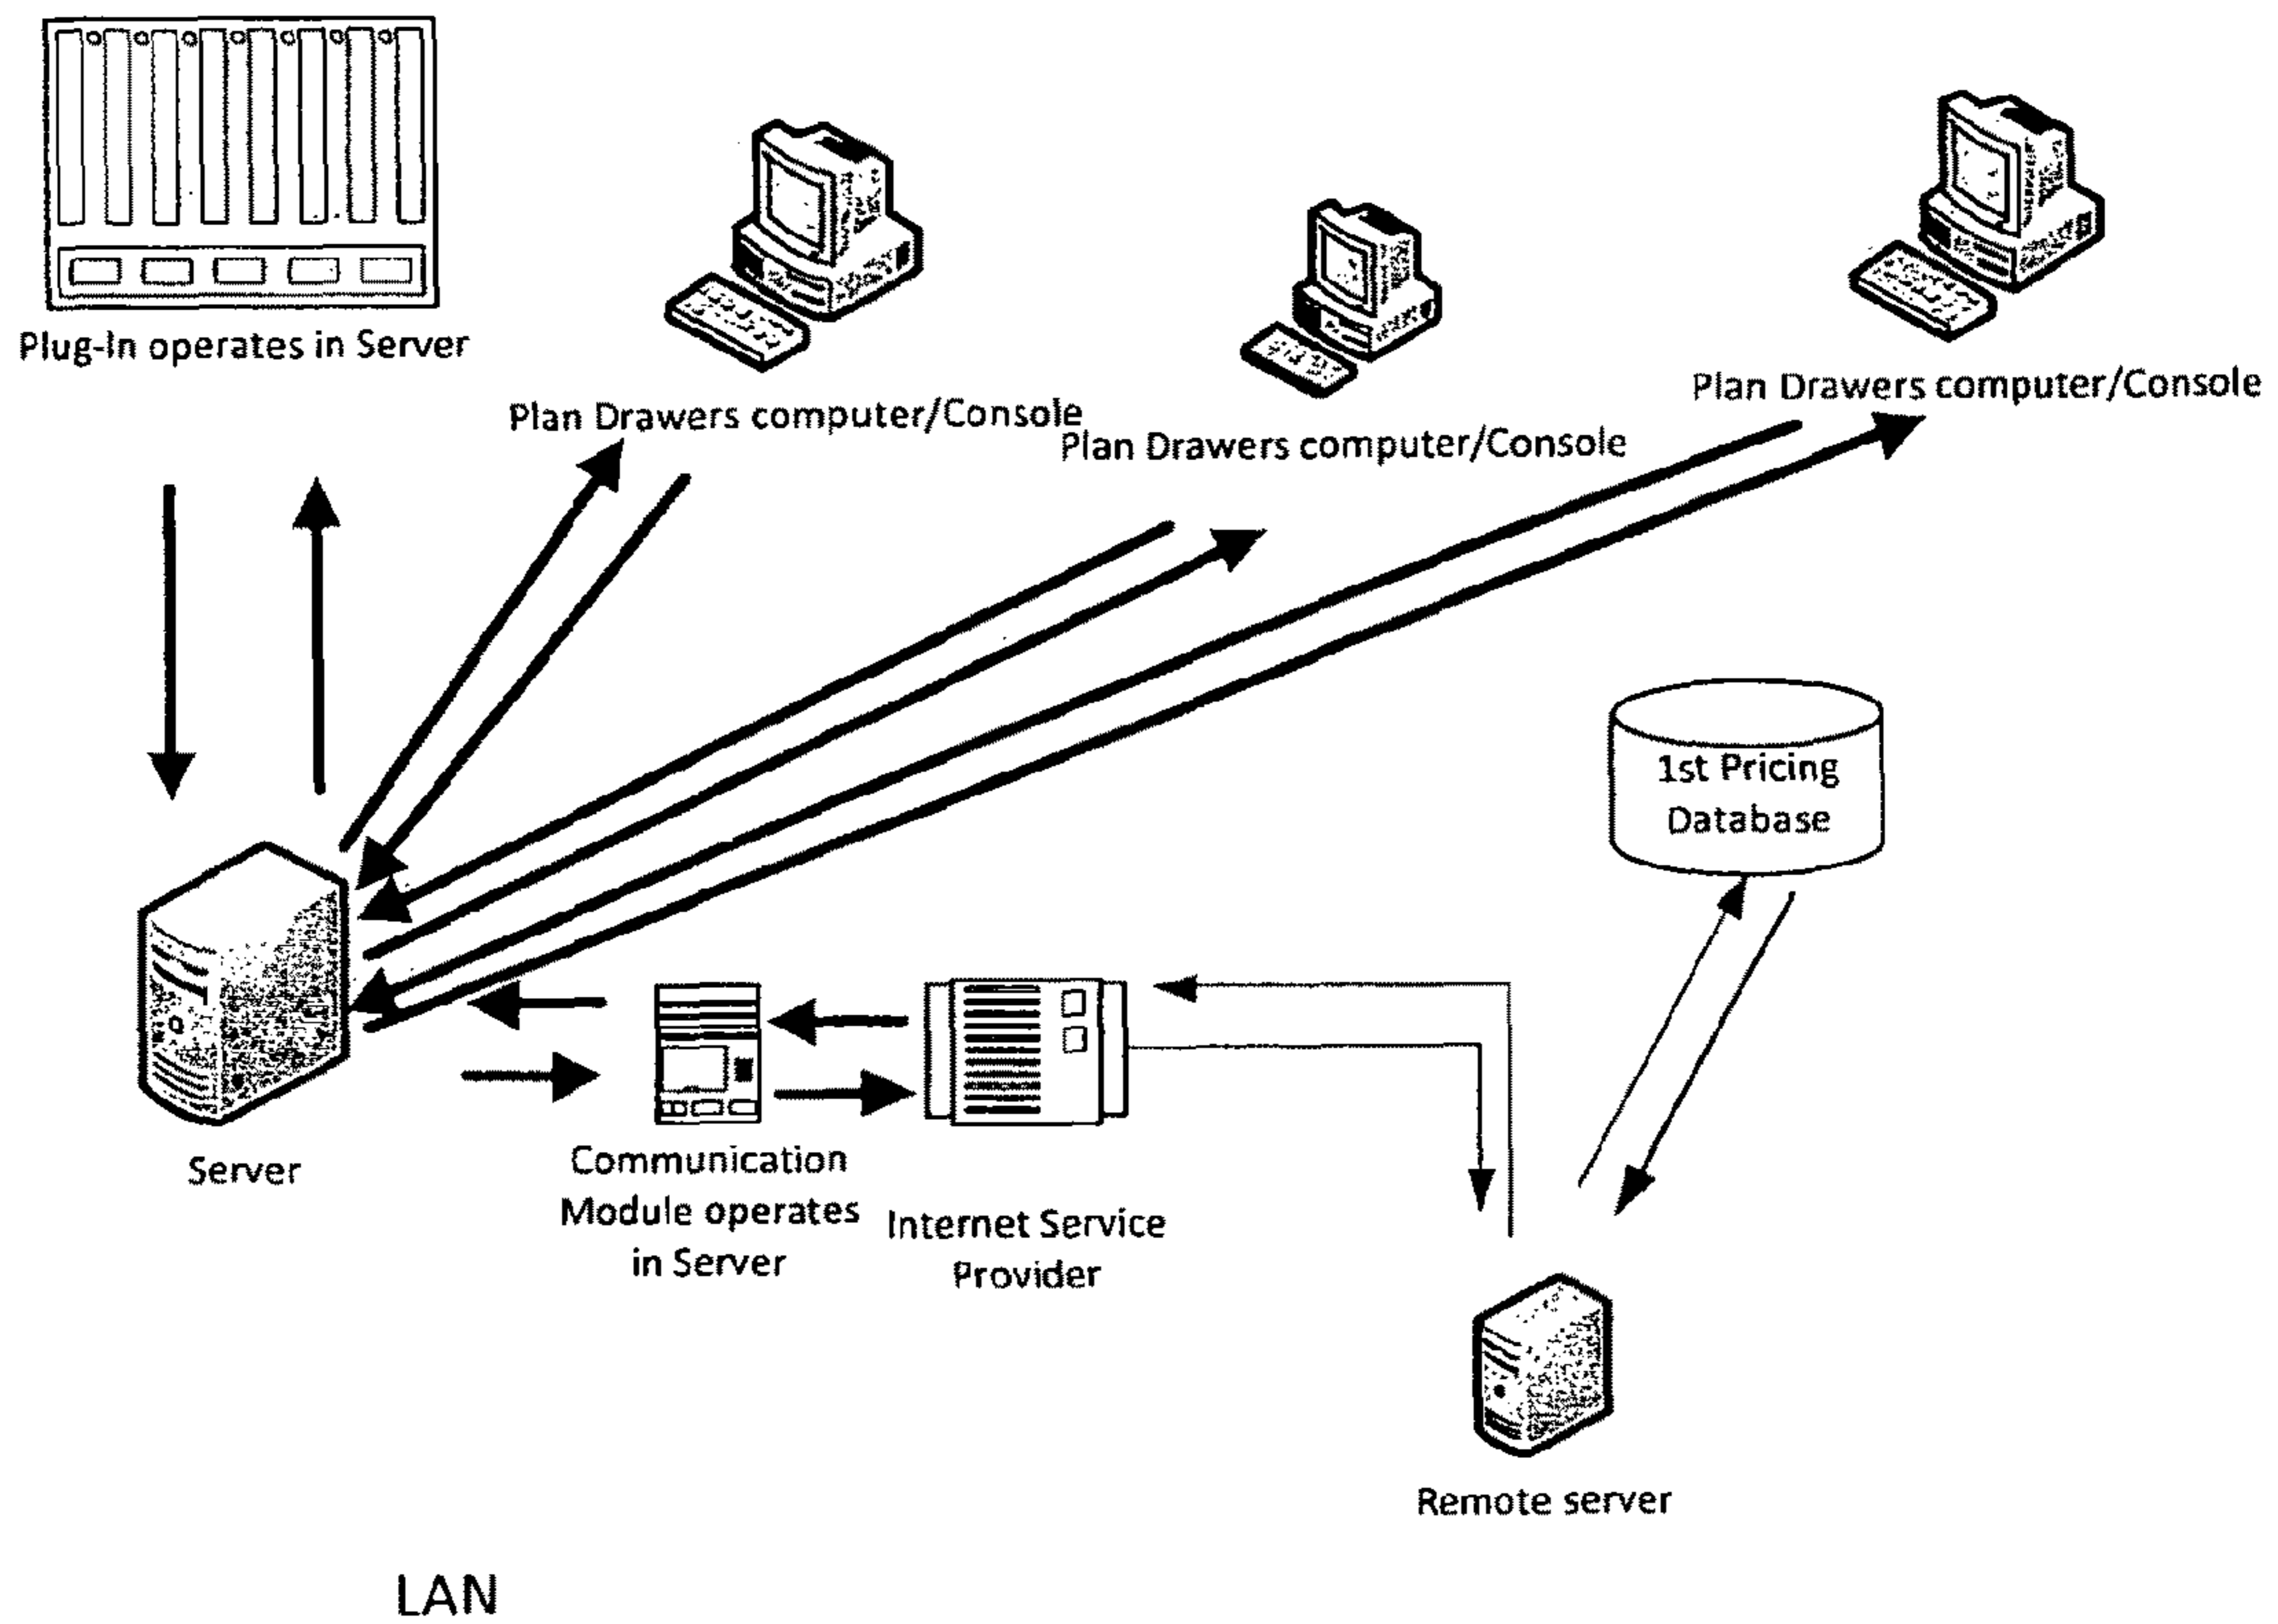 Plug-In operates in Server
Plan Drawers computer/Console
Plan Drawers computer/Console
Plan Drawers computer/Console
1st Pricing
Database
Server
Communication
Module operates
in Server
Internet Service
Provider
Remote server
LAN